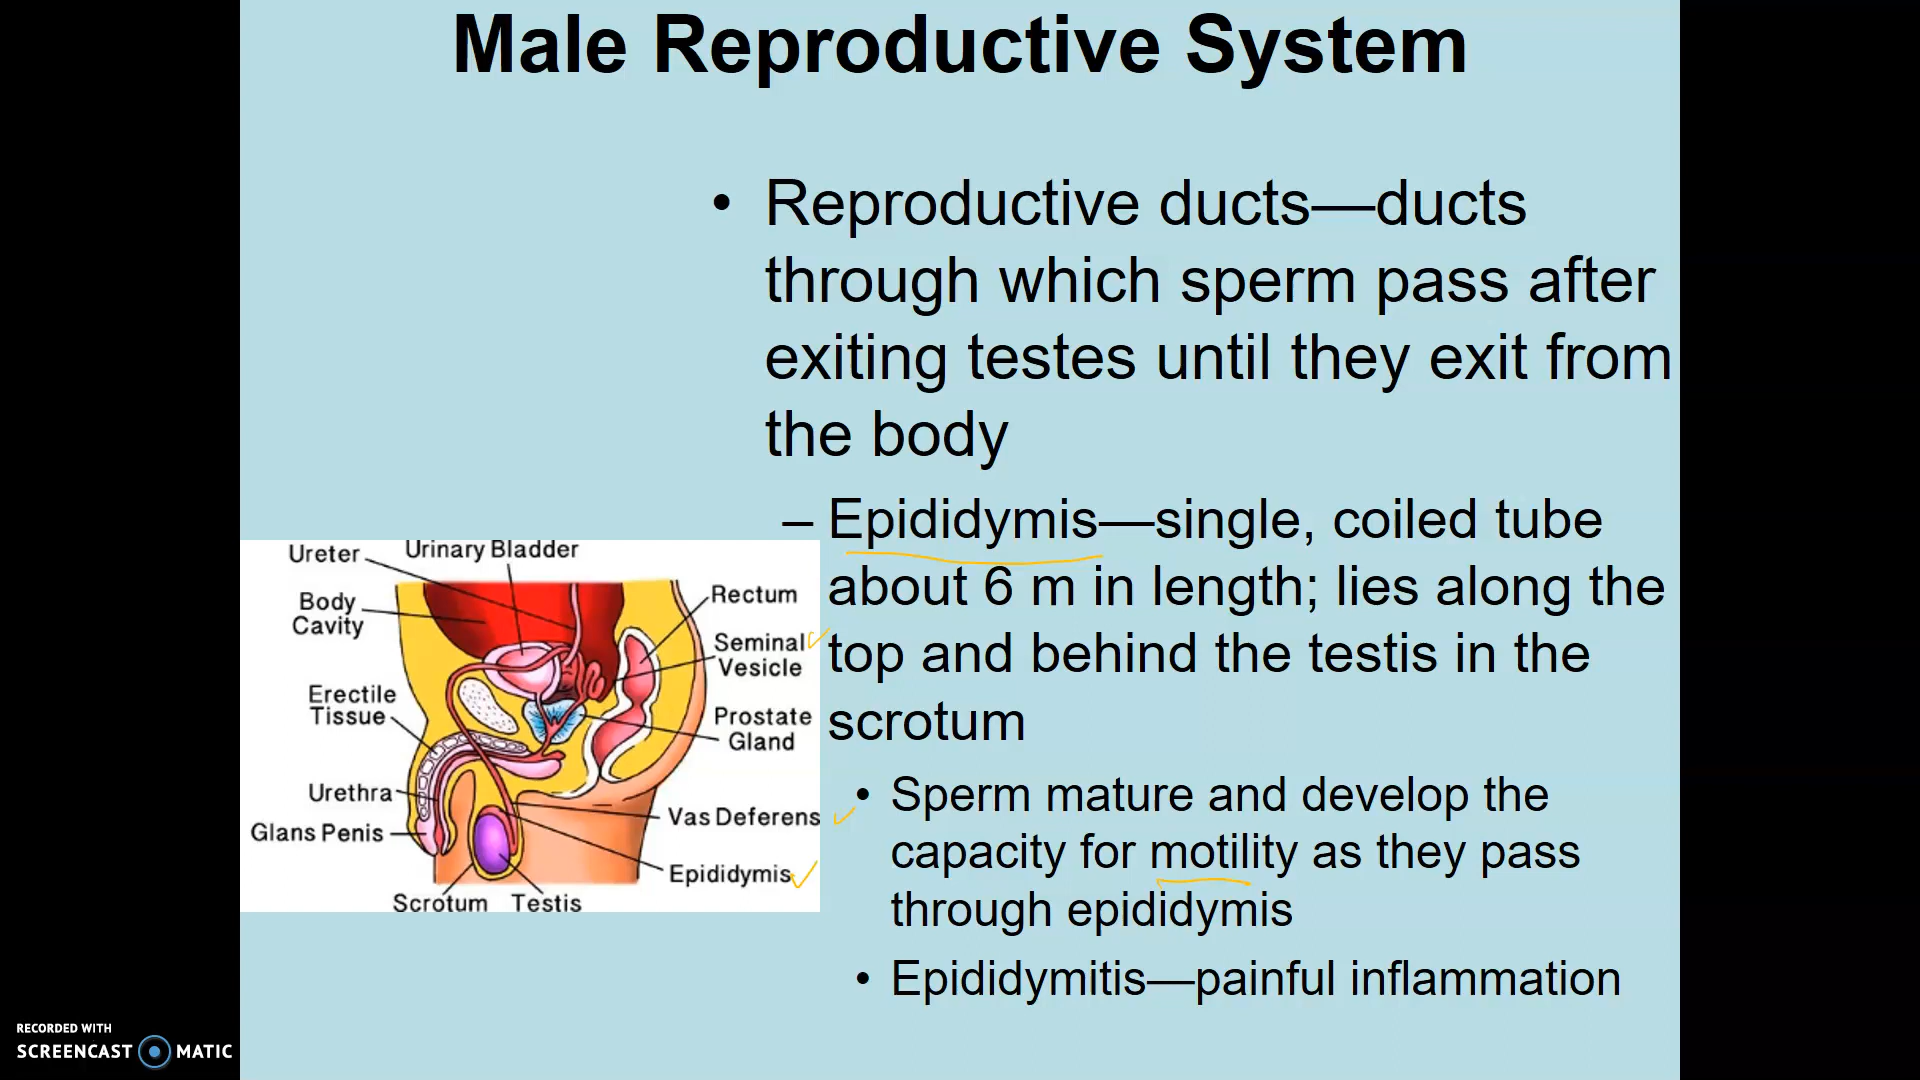 Male Reproductive System
• Reproductive ducts—ducts
through which sperm pass after
exiting testes until they exit from
the body
– Epididymis—single, coiled tube
about 6 m in length; lies along the
top and behind the testis in the
scrotum
• Sperm mature and develop the
capacity for motility as they pass
through epididymis
• Epididymitis—painful inflammation
Ureter
Urinary Bladder
Body
Cavity
Rectum
Seminal
Vesicle
Erectile
Tissue
Prostate
Gland
Urethra
Glans Penis
Vas Deferens
Epididymis
Scrotum
Testis
RECORDED WITH
SCREENCAST MATIC